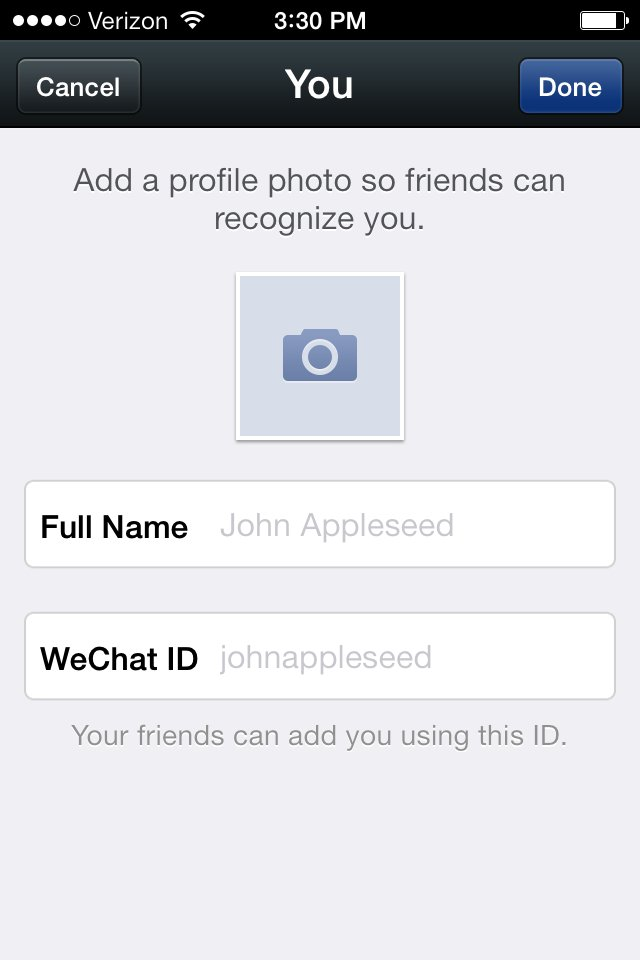 Verizon 3:30 PM
Cancel You Done
Add a profile photo so friends can
recognize you.
Full Name John Appleseed
WeChat ID johnappleseed
Your friends can add you using this ID.